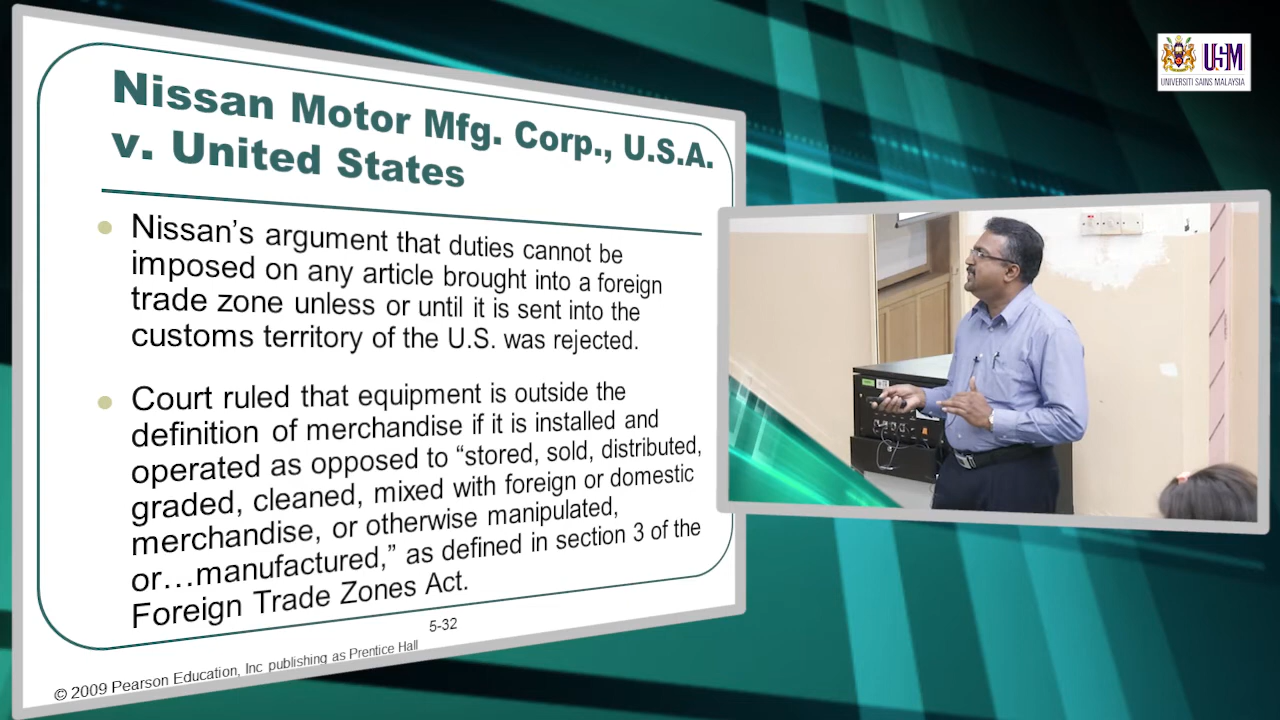 Nissan Motor Mfg. Corp., U.S.A.
v. United States
Nissan's argument that duties cannot be
imposed on any article brought into a foreign
trade zone unless or until it is sent into the
customs territory of the U.S. was rejected.
Court ruled that equipment is outside the
definition of merchandise if it is installed and
operated as opposed to “stored, sold, distributed,
graded, cleaned, mixed with foreign or domestic
merchandise, or otherwise manipulated,
or…manufactured,” as defined in section 3 of the
Foreign Trade Zones Act.
5-32
© 2009 Pearson Education, Inc publishing as Prentice Hall
USM
UNIVERSITI SAINS MALAYSIA